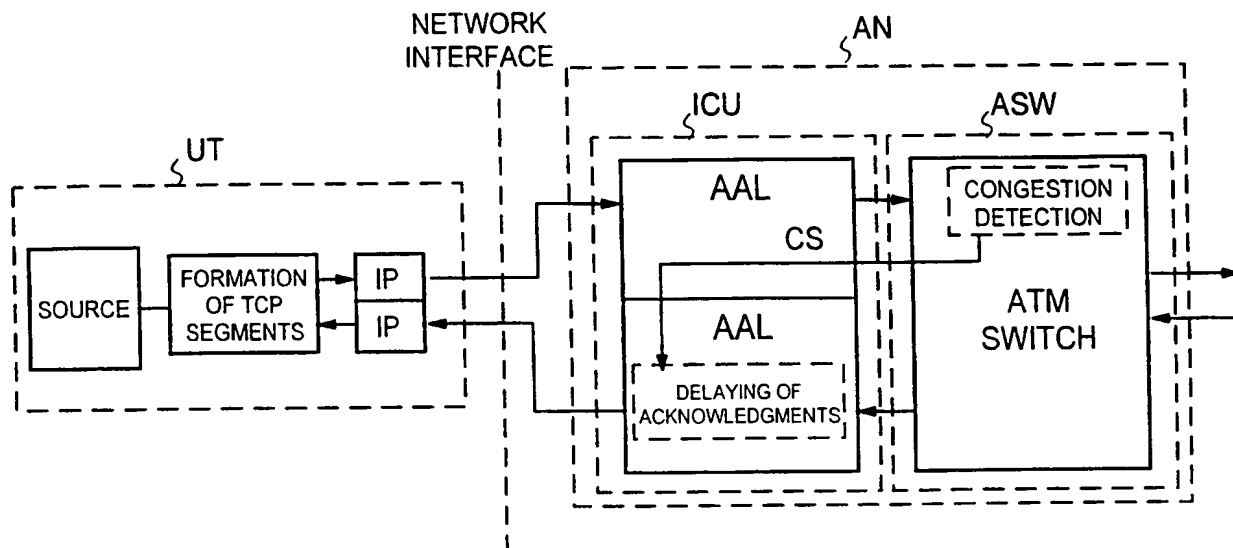 NETWORK
INTERFACE
AN
UT
ICU
ASW
SOURCE
FORMATION
OF TCP
SEGMENTS
IP
IP
AAL
CS
AAL
DELAYING OF
ACKNOWLEDGMENTS
CONGESTION
DETECTION
ATM
SWITCH